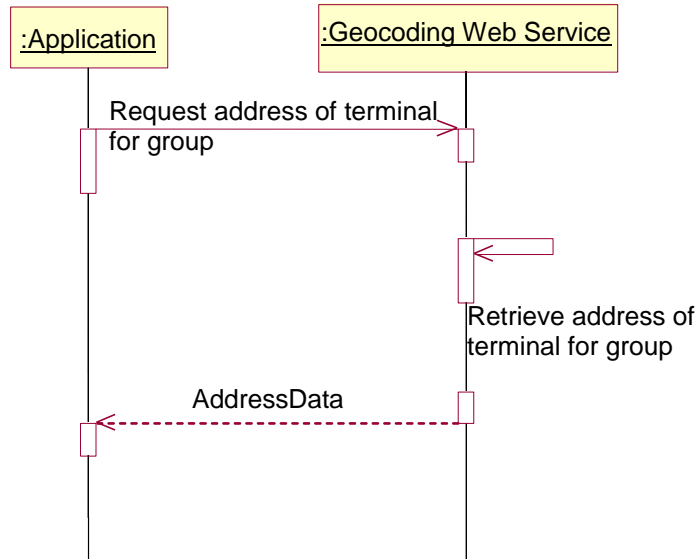 :Application
:Geocoding Web Service
Request address of terminal
for group
Retrieve address of
terminal for group
AddressData